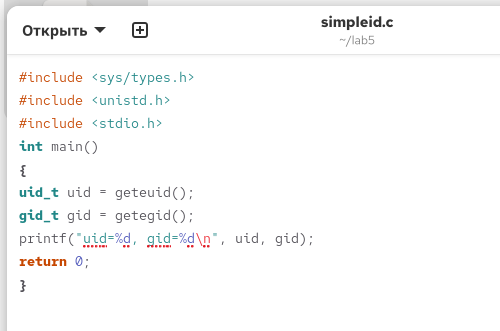 Открыть
simpleid.c
~/lab5
#include <sys/types.h>
#include <unistd.h>
#include <stdio.h>
int main()
{
uid_t uid = geteuid();
gid_t gid = getegid();
printf("uid=%d, gid=%d\n", uid, gid);
return 0;
}